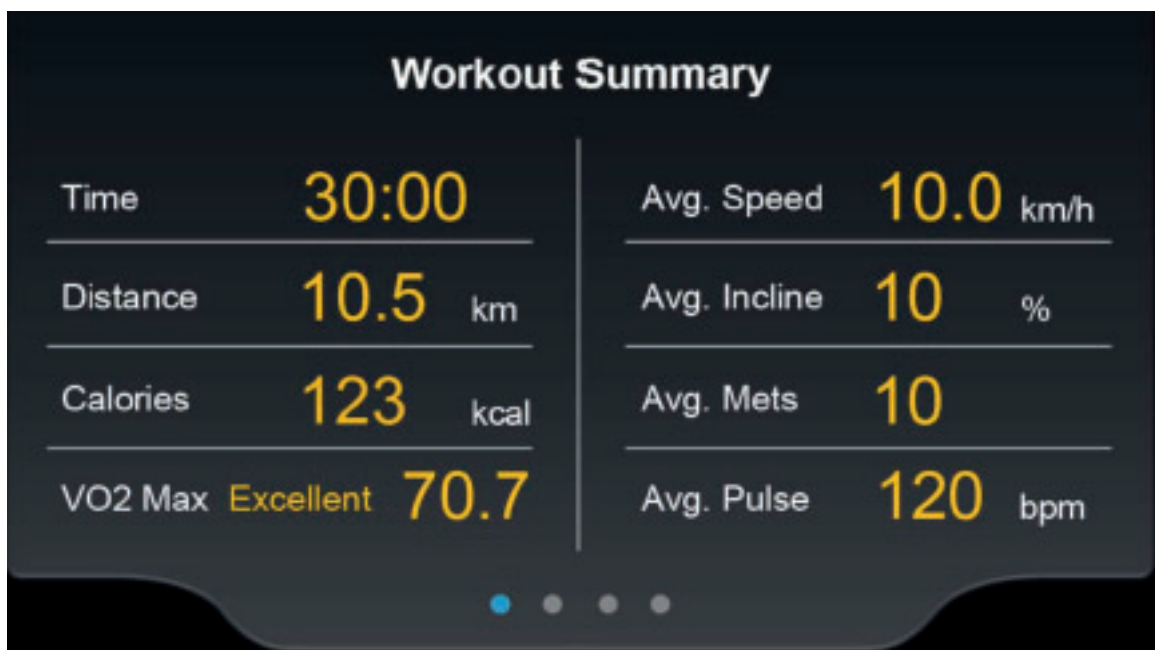 Workout Summary
Time 30:00
Distance 10.5 km
Calories 123 kcal
VO2 Max Excellent 70.7
Avg. Speed 10.0 km/h
Avg. Incline 10 %
Avg. Mets 10
Avg. Pulse 120 bpm